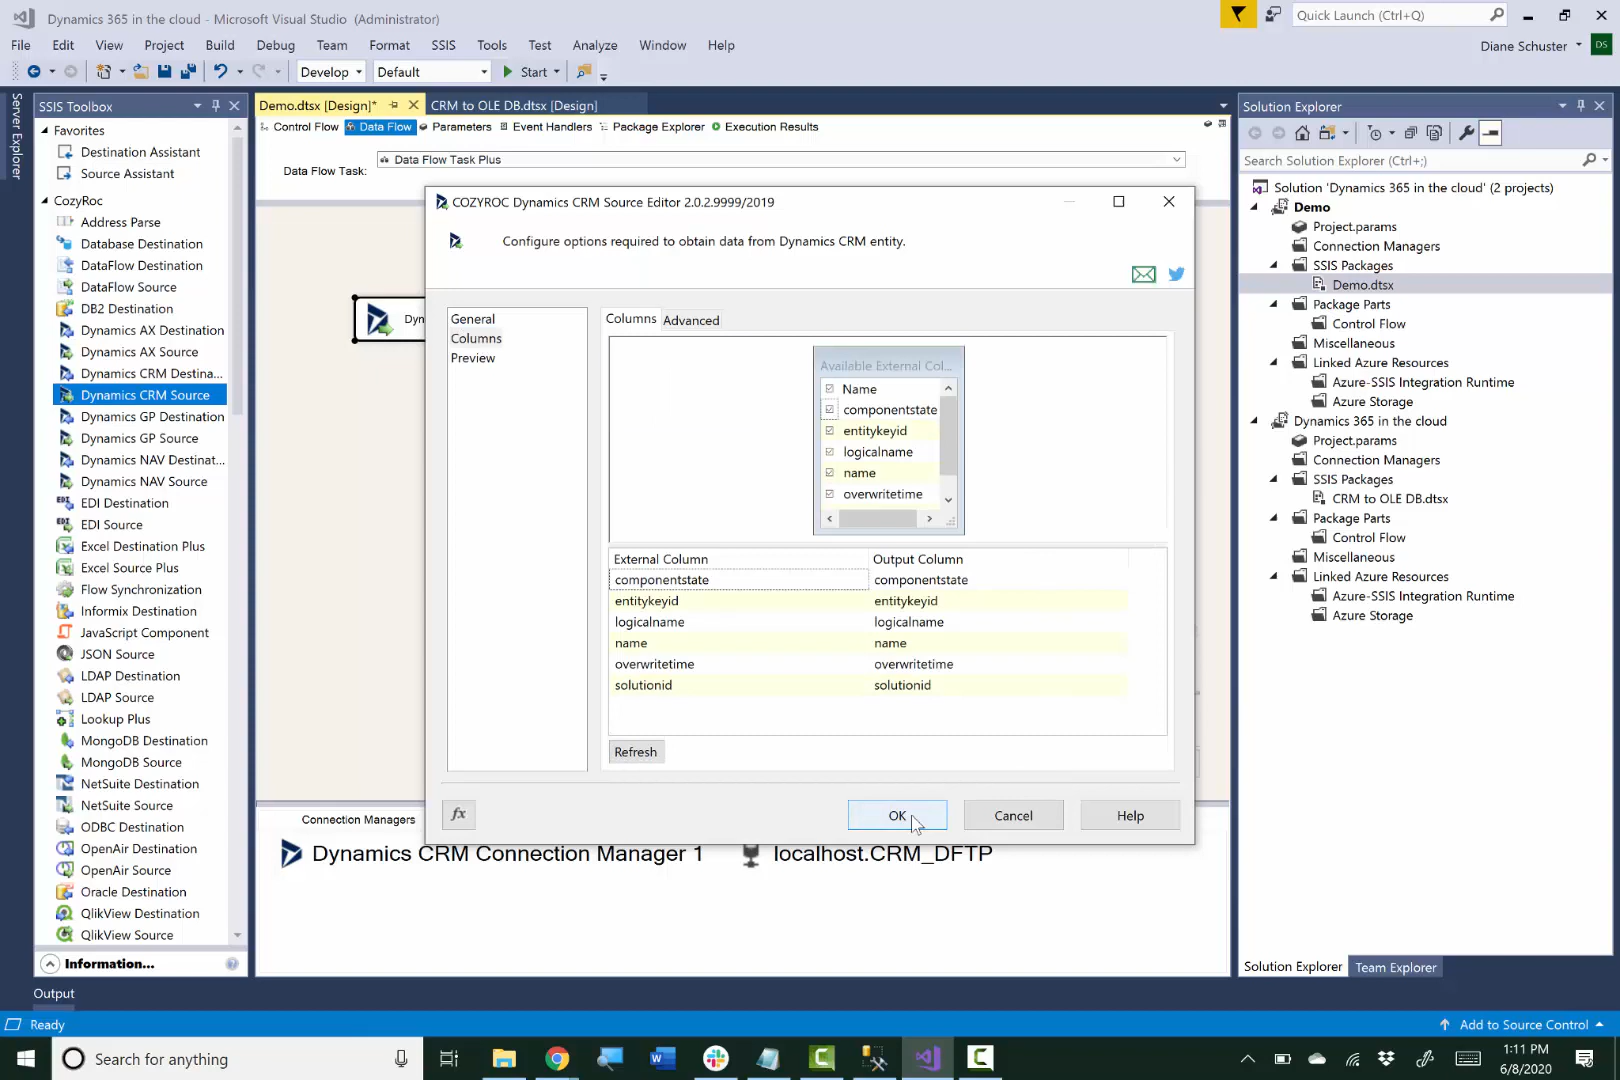 Dynamics 365 in the cloud - Microsoft Visual Studio (Administrator)
Quick Launch (Ctrl+Q)
File Edit View Project Build Debug Team Format SSIS Tools Test Analyze Window Help
Diane Schuster DS
Develop Default Start
Server Explorer
SSIS Toolbox
Favorites
Destination Assistant
Source Assistant
CozyRoc
Address Parse
Database Destination
DataFlow Destination
DataFlow Source
DB2 Destination
Dynamics AX Destination
Dynamics AX Source
Dynamics CRM Destina...
Dynamics CRM Source
Dynamics GP Destination
Dynamics GP Source
Dynamics NAV Destinat...
Dynamics NAV Source
EDI Destination
EDI Source
Excel Destination Plus
Excel Source Plus
Flow Synchronization
Informix Destination
JavaScript Component
JSON Source
LDAP Destination
LDAP Source
Lookup Plus
MongoDB Destination
MongoDB Source
NetSuite Destination
NetSuite Source
ODBC Destination
OpenAir Destination
OpenAir Source
Oracle Destination
QlikView Destination
QlikView Source
Information...
Demo.dtsx [Design]* CRM to OLE DB.dtsx [Design]
Control Flow Data Flow Parameters Event Handlers Package Explorer Execution Results
Data Flow Task: Data Flow Task Plus
Dyn
COZYROC Dynamics CRM Source Editor 2.0.2.9999/2019
Configure options required to obtain data from Dynamics CRM entity.
General
Columns
Preview
Columns Advanced
Available External Col...
Name
componentstate
entitykeyid
logicalname
name
overwritetime
External Column Output Column
componentstate componentstate
entitykeyid entitykeyid
logicalname logicalname
name name
overwritetime overwritetime
solutionid solutionid
Refresh
fx OK Cancel Help
Connection Managers
Dynamics CRM Connection Manager 1 localhost.CRM_DFTP
Solution Explorer
Search Solution Explorer (Ctrl+;)
Solution 'Dynamics 365 in the cloud' (2 projects)
Demo
Project.params
Connection Managers
SSIS Packages
Demo.dtsx
Package Parts
Control Flow
Miscellaneous
Linked Azure Resources
Azure-SSIS Integration Runtime
Azure Storage
Dynamics 365 in the cloud
Project.params
Connection Managers
SSIS Packages
CRM to OLE DB.dtsx
Package Parts
Control Flow
Miscellaneous
Linked Azure Resources
Azure-SSIS Integration Runtime
Azure Storage
Solution Explorer Team Explorer
Output
Ready Add to Source Control
Search for anything
1:11 PM
6/8/2020